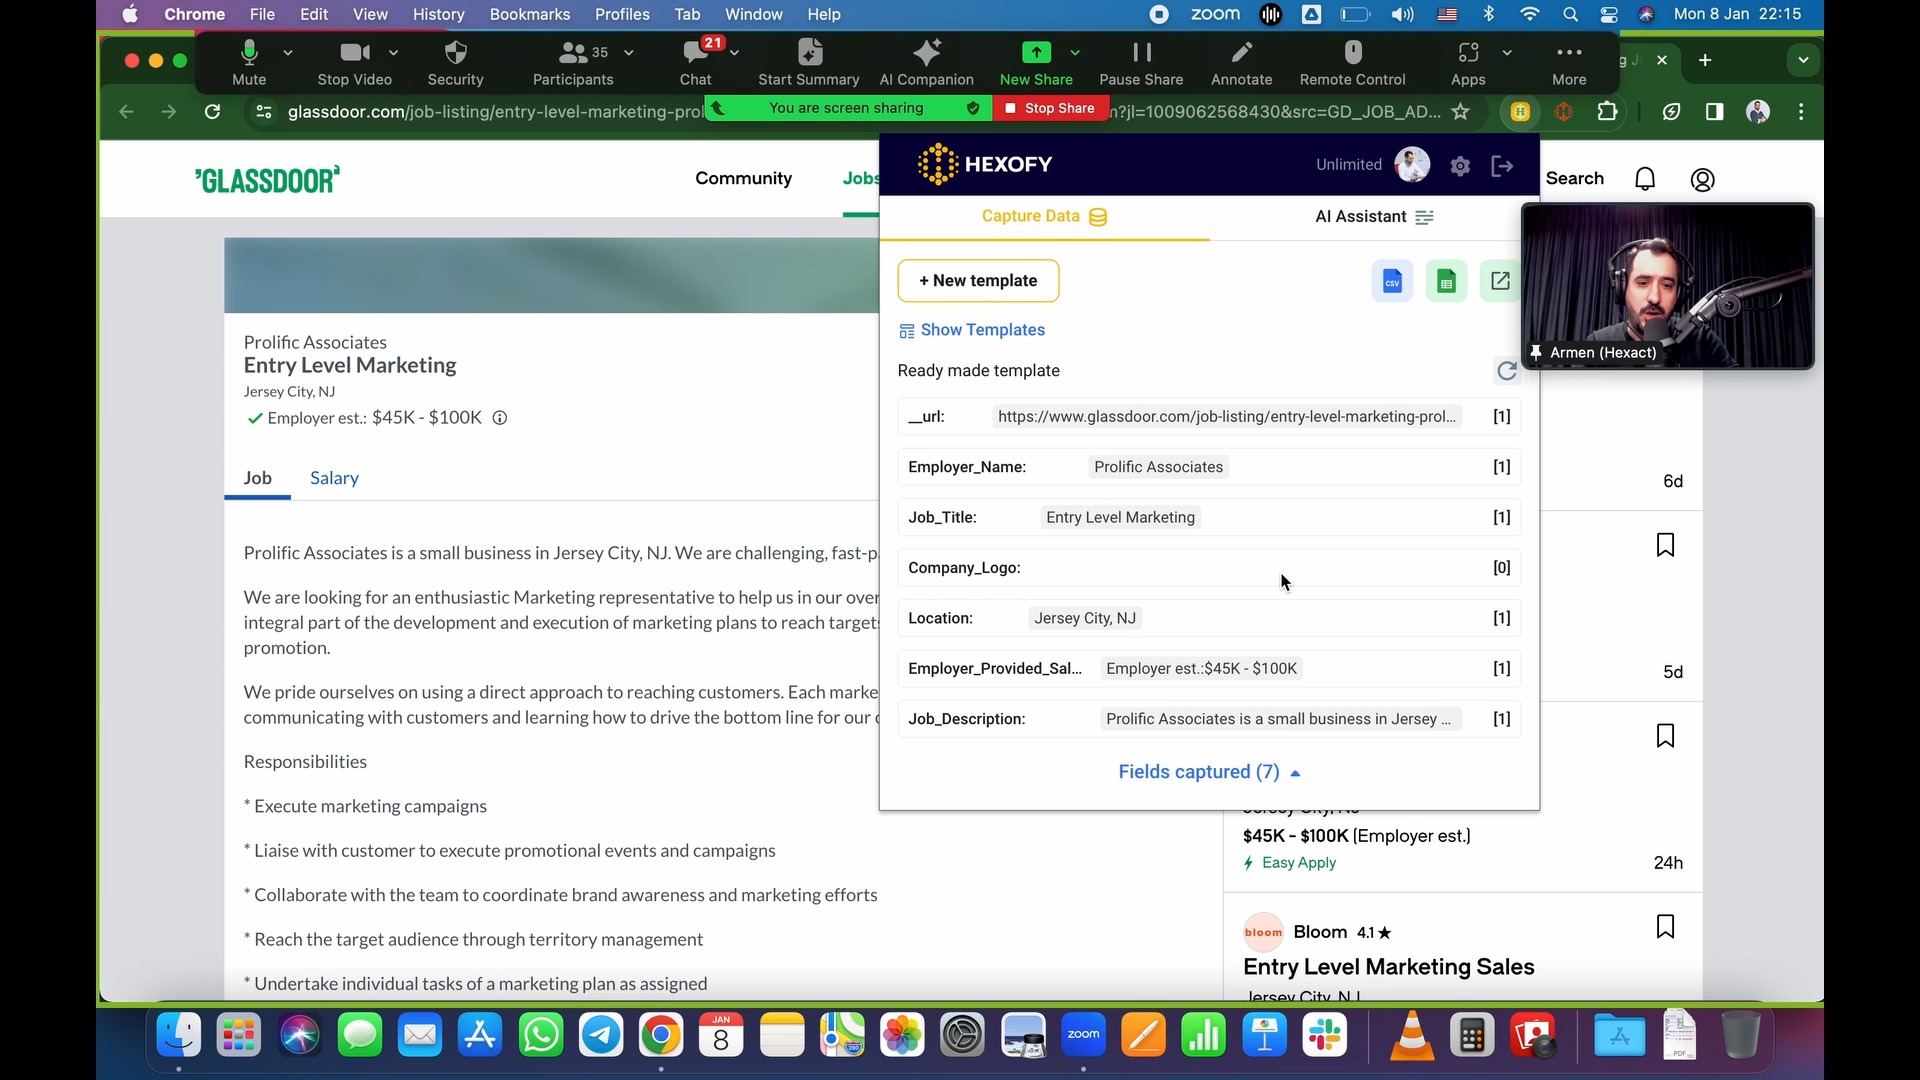 Chrome File Edit View History Bookmarks Profiles Tab Window Help
zoom Mon 8 Jan 22:15
Mute
Stop Video
Security
35
Participants
21
Chat
Start Summary
AI Companion
New Share
Pause Share
Annotate
Remote Control
Apps
More
You are screen sharing
Stop Share
glassdoor.com/job-listing/entry-level-marketing-prol
?jl=1009062568430&src=GD_JOB_AD...
GLASSDOOR
Community
Jobs
Search
HEXOFY
Unlimited
Capture Data
AI Assistant
+ New template
CSV
Show Templates
Ready made template
__url: https://www.glassdoor.com/job-listing/entry-level-marketing-prol... [1]
Employer_Name: Prolific Associates [1]
Job_Title: Entry Level Marketing [1]
Company_Logo: [0]
Location: Jersey City, NJ [1]
Employer_Provided_Sal... Employer est.:$45K - $100K [1]
Job_Description: Prolific Associates is a small business in Jersey ... [1]
Fields captured (7)
Armen (Hexact)
Prolific Associates
Entry Level Marketing
Jersey City, NJ
Employer est.: $45K - $100K
Job Salary
Prolific Associates is a small business in Jersey City, NJ. We are challenging, fast-p
We are looking for an enthusiastic Marketing representative to help us in our over
integral part of the development and execution of marketing plans to reach target
promotion.
We pride ourselves on using a direct approach to reaching customers. Each marke
communicating with customers and learning how to drive the bottom line for our
Responsibilities
* Execute marketing campaigns
* Liaise with customer to execute promotional events and campaigns
* Collaborate with the team to coordinate brand awareness and marketing efforts
* Reach the target audience through territory management
* Undertake individual tasks of a marketing plan as assigned
6d
5d
Jersey City, NJ
$45K - $100K (Employer est.)
Easy Apply
24h
bloom
Bloom 4.1★
Entry Level Marketing Sales
Jersey City, NJ
JAN
8
zoom
PDF